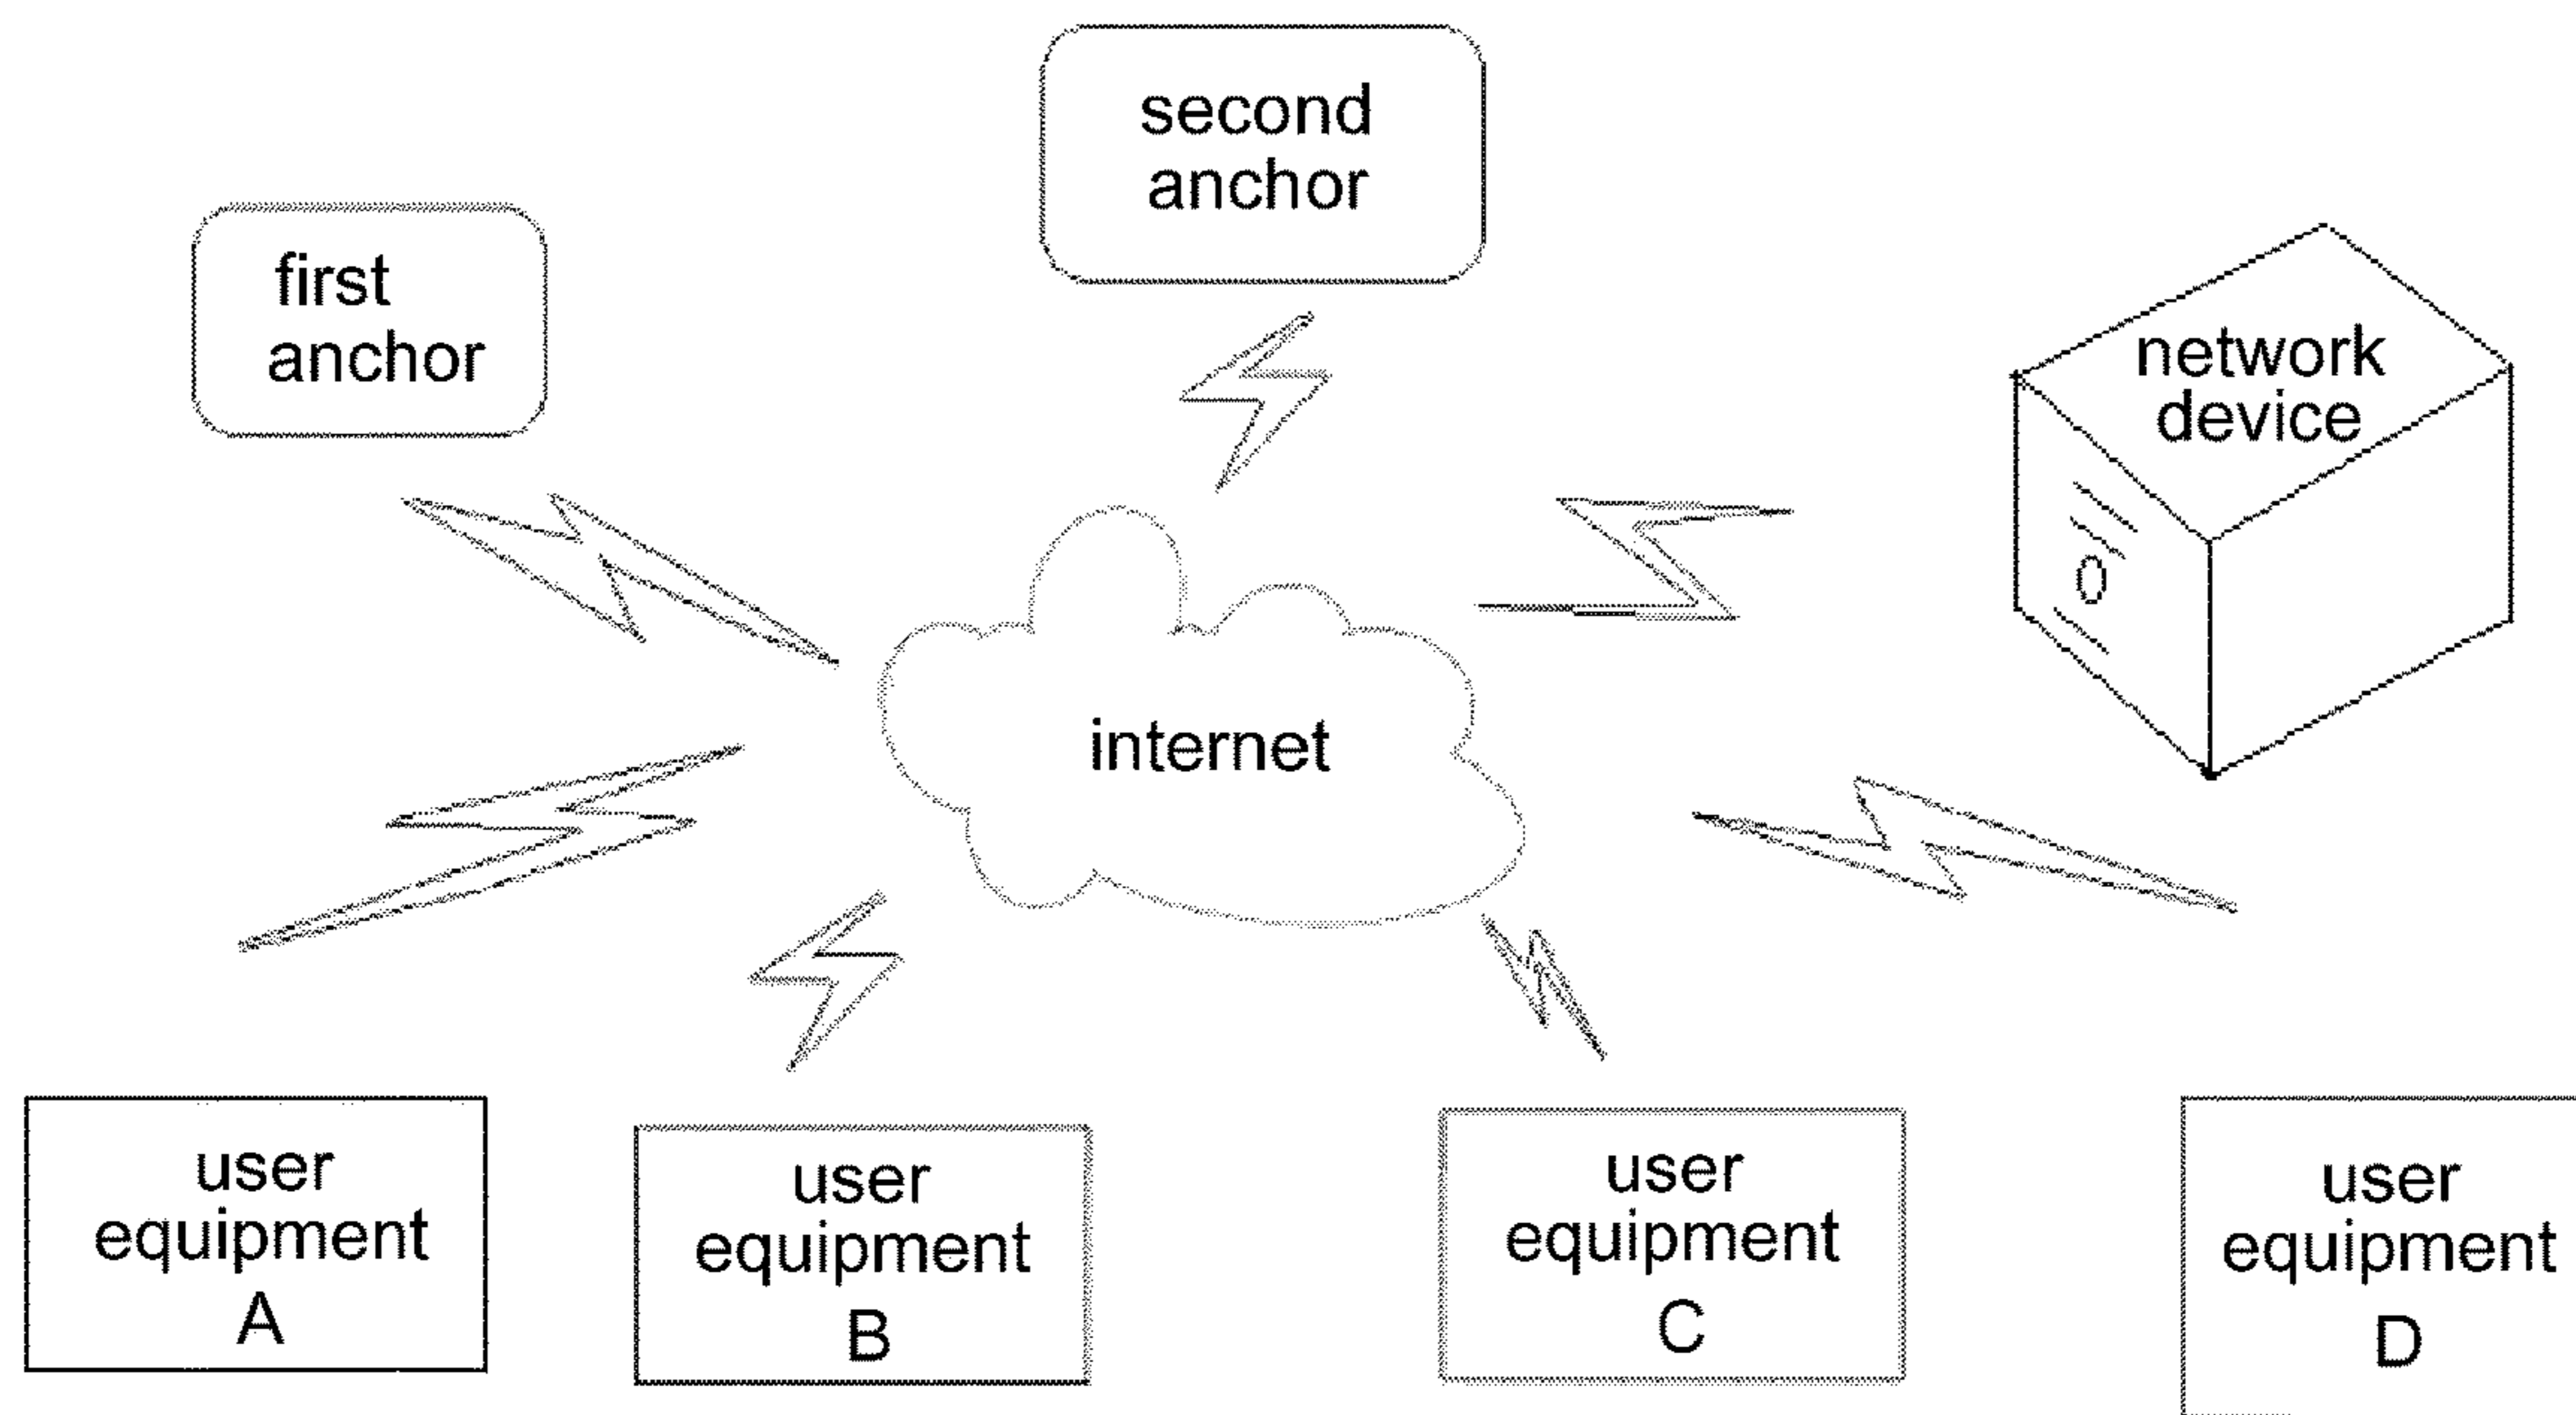 second
anchor
first
anchor
network
device
internet
user
equipment
A
user
equipment
B
user
equipment
C
user
equipment
D